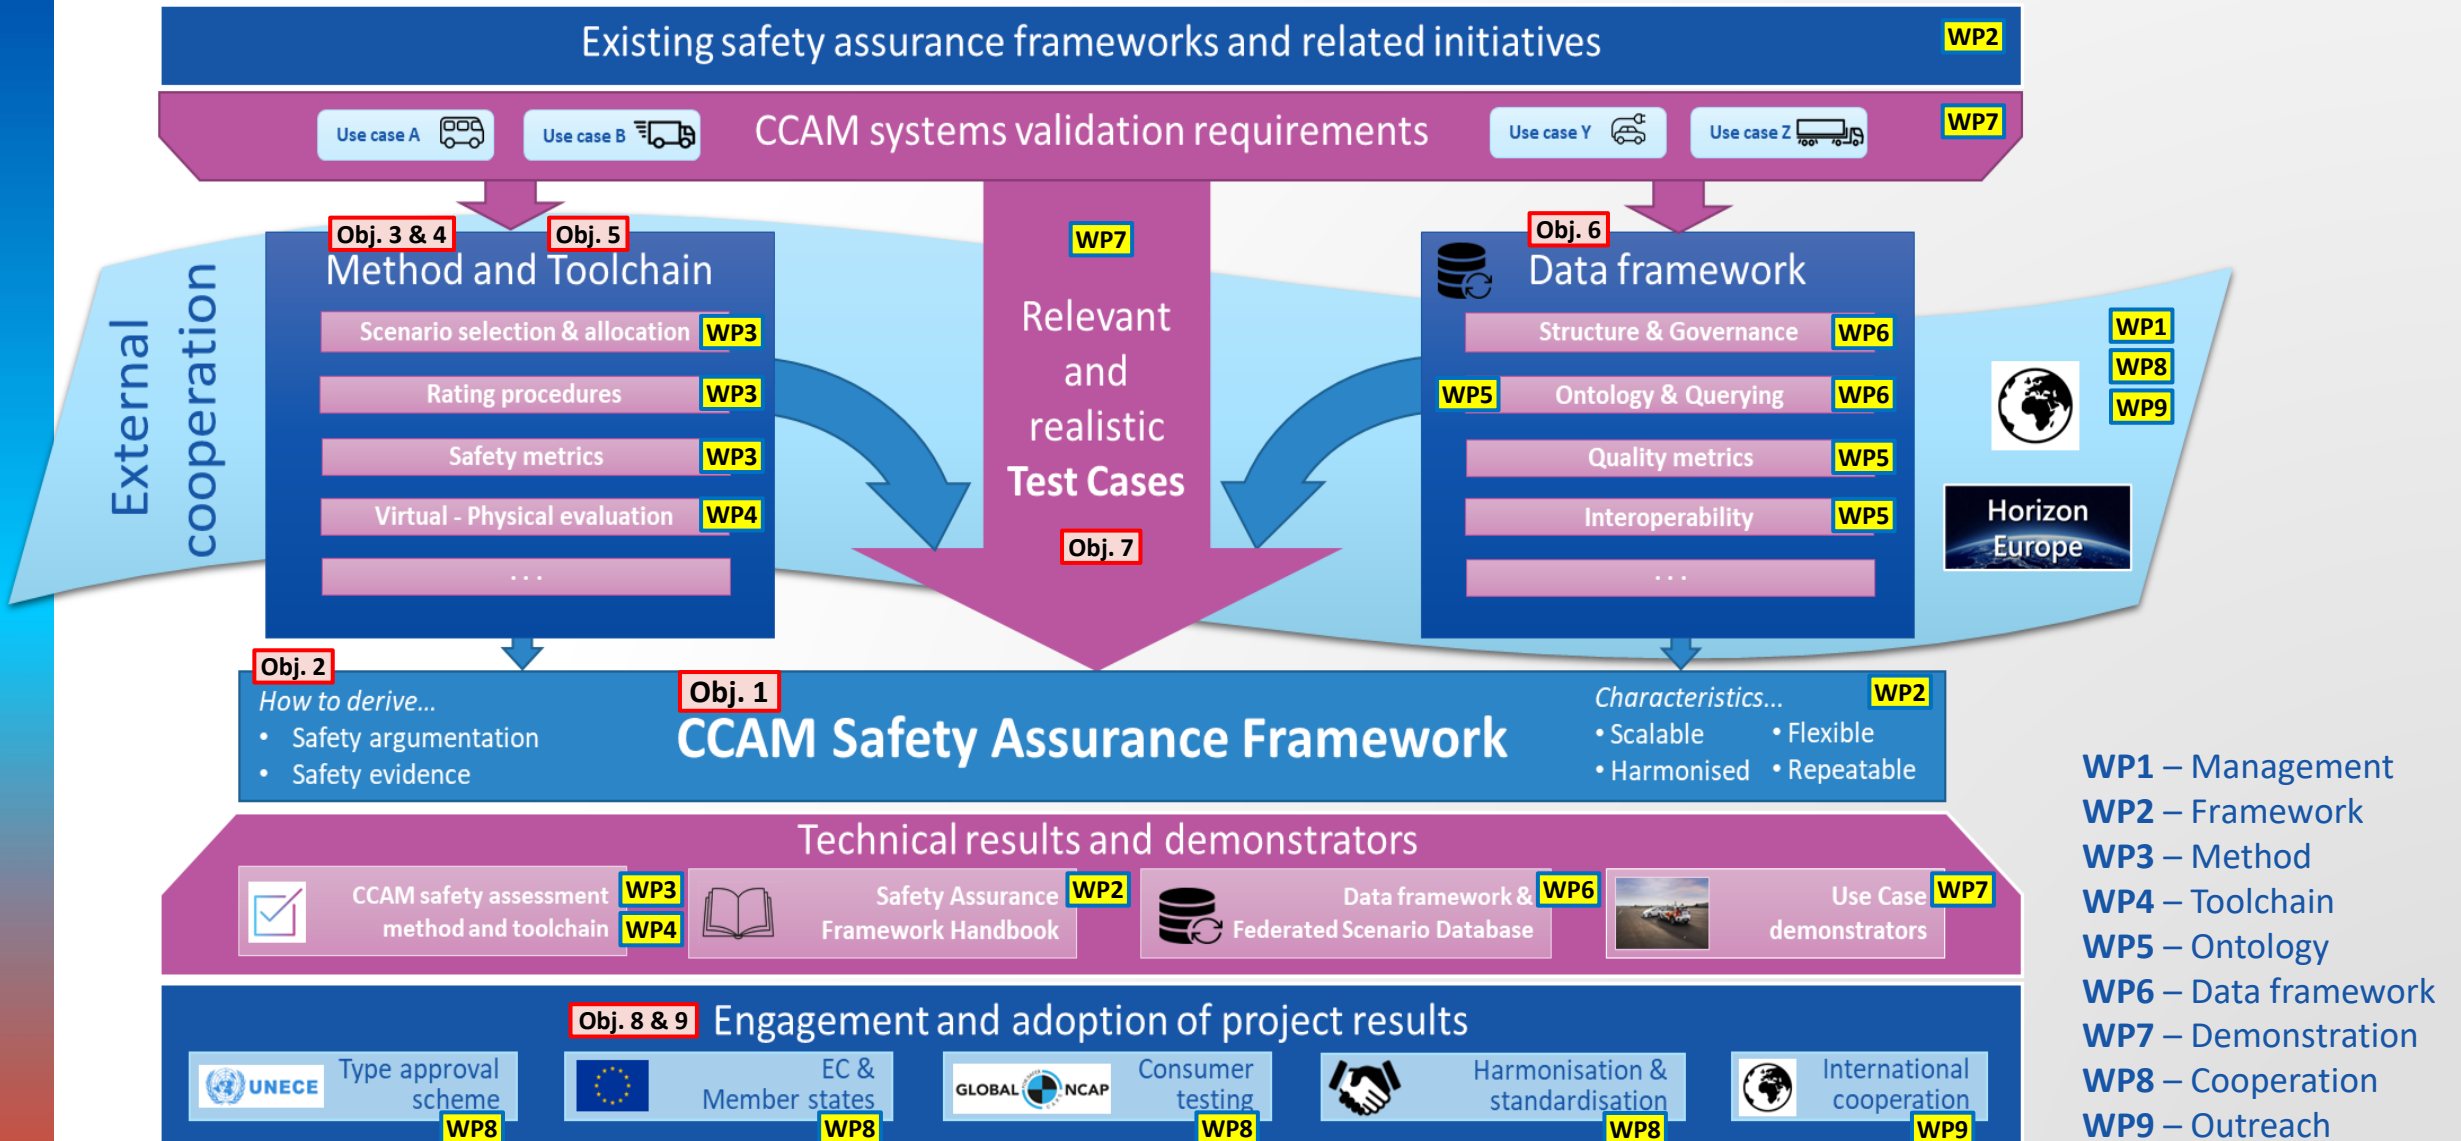 Existing safety assurance frameworks and related initiatives
WP2
Use case A
Use case B
CCAM systems validation requirements
Use case Y
Use case Z
WP7
External
cooperation
Obj. 3 & 4
Obj. 5
Method and Toolchain
Scenario selection & allocation
WP3
Rating procedures
WP3
Safety metrics
WP3
Virtual - Physical evaluation
WP4
. . .
WP7
Relevant
and
realistic
Test Cases
Obj. 7
Obj. 6
Data framework
Structure & Governance
WP6
WP5
Ontology & Querying
WP6
Quality metrics
WP5
Interoperability
WP5
. . .
WP1
WP8
WP9
Horizon
Europe
Obj. 2
How to derive...
• Safety argumentation
• Safety evidence
Obj. 1
CCAM Safety Assurance Framework
Characteristics...
WP2
• Scalable
• Flexible
• Harmonised
• Repeatable
Technical results and demonstrators
CCAM safety assessment
method and toolchain
WP3
WP4
Safety Assurance
Framework Handbook
WP2
Data framework &
Federated Scenario Database
WP6
Use Case
demonstrators
WP7
Obj. 8 & 9
Engagement and adoption of project results
UNECE
Type approval
scheme
WP8
EC &
Member states
WP8
GLOBAL NCAP
Consumer
testing
WP8
Harmonisation &
standardisation
WP8
International
cooperation
WP9
WP1 – Management
WP2 – Framework
WP3 – Method
WP4 – Toolchain
WP5 – Ontology
WP6 – Data framework
WP7 – Demonstration
WP8 – Cooperation
WP9 – Outreach